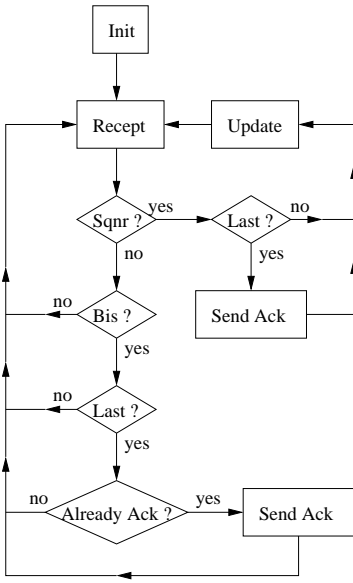 Init
Recept
Update
Sqnr ?
yes
Last ?
no
no
yes
Send Ack
no
Bis ?
yes
no
Last ?
yes
no
Already Ack ?
yes
Send Ack